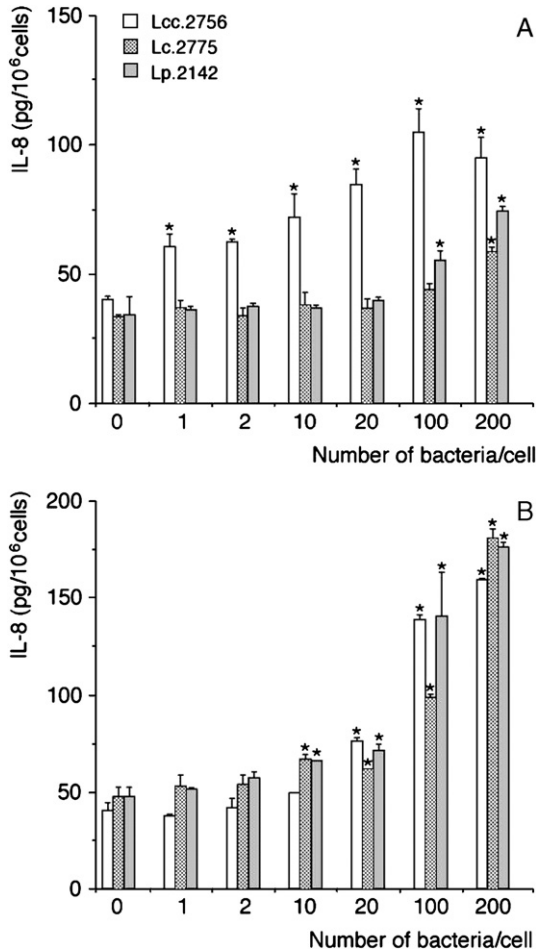 150
A
Lcc.2756
Lc.2775
Lp.2142
IL-8 (pg/10⁶cells)
100
50
0
0 1 2 10 20 100 200
Number of bacteria/cell
* * * * * * * * *
200
B
IL-8 (pg/10⁶cells)
150
100
50
0
* * * * * * * * * * *
0 1 2 10 20 100 200
Number of bacteria/cell